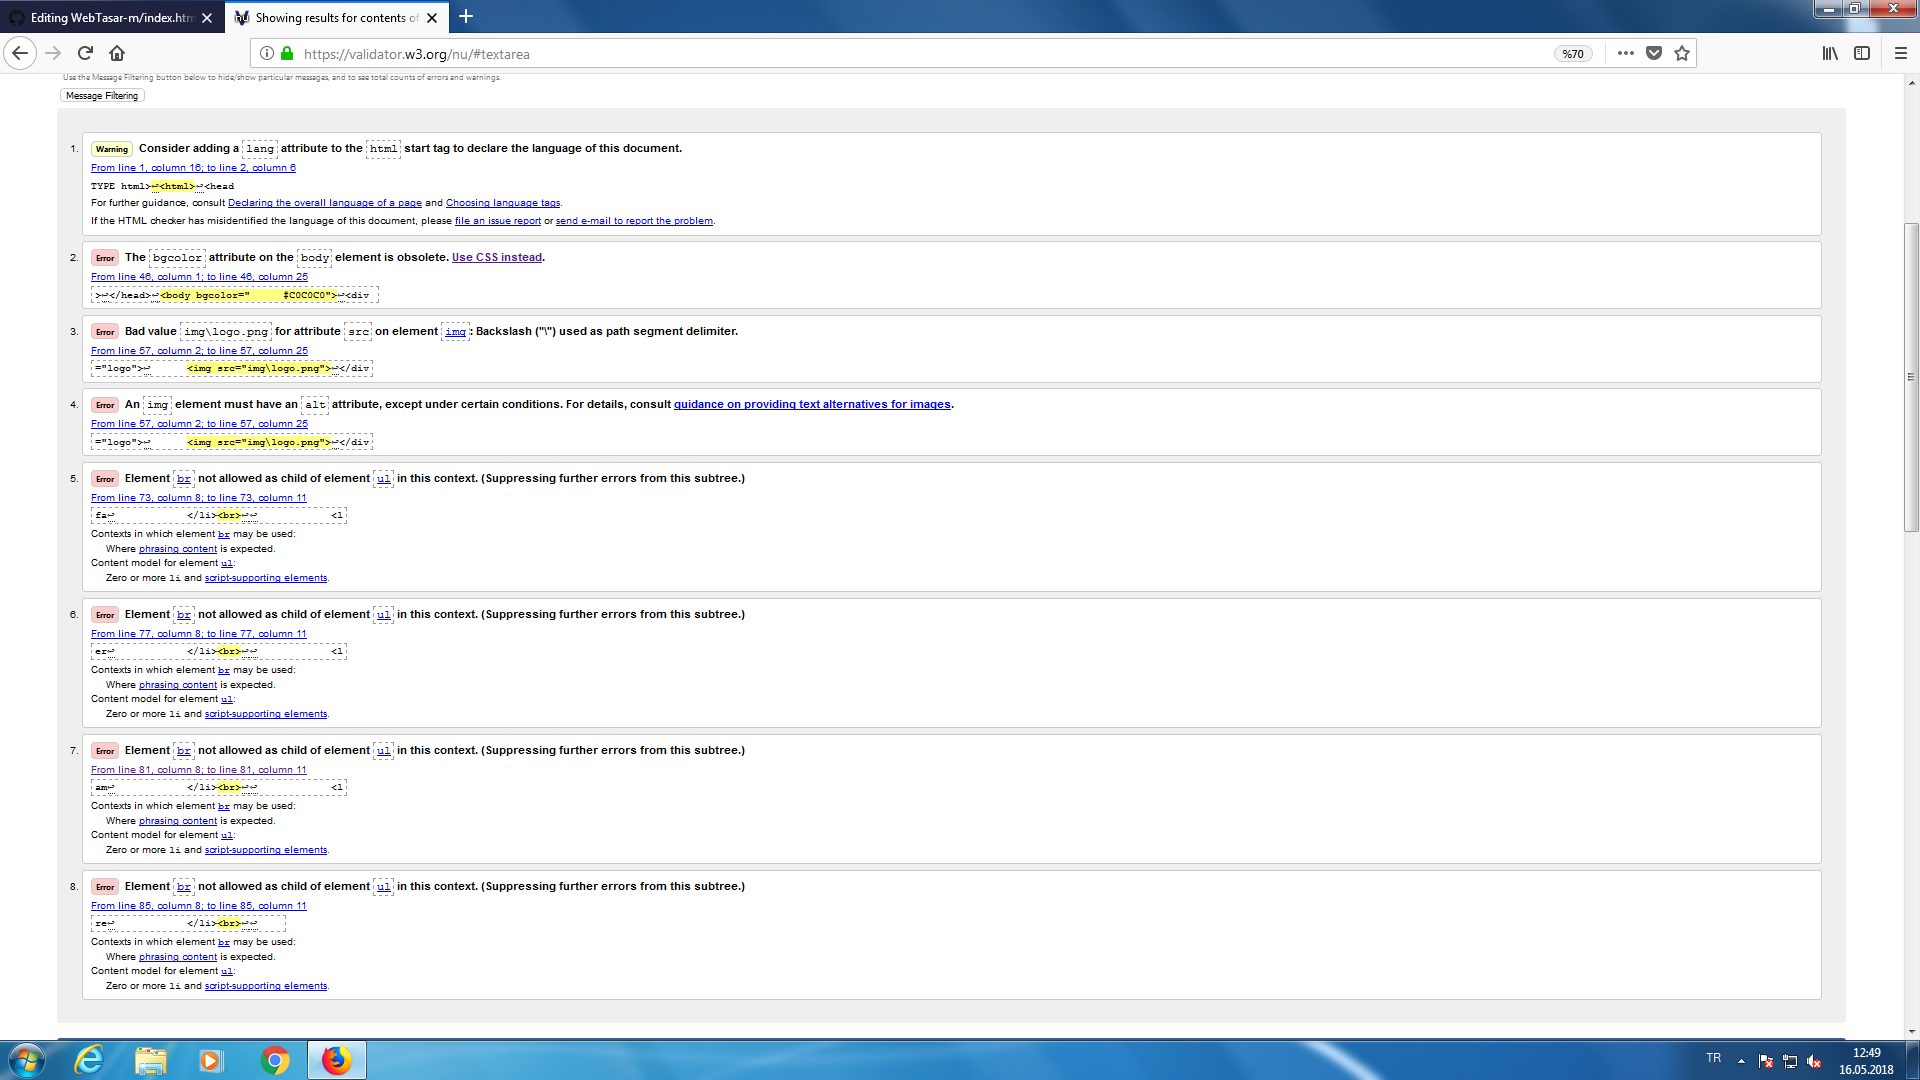 Editing WebTasar-m/index.htm
Showing results for contents of
https://validator.w3.org/nu/#textarea
%70
Use the Message Filtering button below to hide/show particular messages, and to see total counts of errors and warnings.
Message Filtering
1. Warning Consider adding a lang attribute to the html start tag to declare the language of this document.
From line 1, column 16; to line 2, column 6
TYPE html>↩<html>↩<head
For further guidance, consult Declaring the overall language of a page and Choosing language tags.
If the HTML checker has misidentified the language of this document, please file an issue report or send e-mail to report the problem.
2. Error The bgcolor attribute on the body element is obsolete. Use CSS instead.
From line 46, column 1; to line 46, column 25
>↩</head>↩<body bgcolor=" #C0C0C0">↩<div
3. Error Bad value img\logo.png for attribute src on element img: Backslash ("\") used as path segment delimiter.
From line 57, column 2; to line 57, column 25
="logo">↩ <img src="img\logo.png">↩</div
4. Error An img element must have an alt attribute, except under certain conditions. For details, consult guidance on providing text alternatives for images.
From line 57, column 2; to line 57, column 25
="logo">↩ <img src="img\logo.png">↩</div
5. Error Element br not allowed as child of element ul in this context. (Suppressing further errors from this subtree.)
From line 73, column 8; to line 73, column 11
fa↩ </li><br>↩↩ <l
Contexts in which element br may be used:
Where phrasing content is expected.
Content model for element ul:
Zero or more li and script-supporting elements.
6. Error Element br not allowed as child of element ul in this context. (Suppressing further errors from this subtree.)
From line 77, column 8; to line 77, column 11
er↩ </li><br>↩↩ <l
Contexts in which element br may be used:
Where phrasing content is expected.
Content model for element ul:
Zero or more li and script-supporting elements.
7. Error Element br not allowed as child of element ul in this context. (Suppressing further errors from this subtree.)
From line 81, column 8; to line 81, column 11
am↩ </li><br>↩↩ <l
Contexts in which element br may be used:
Where phrasing content is expected.
Content model for element ul:
Zero or more li and script-supporting elements.
8. Error Element br not allowed as child of element ul in this context. (Suppressing further errors from this subtree.)
From line 85, column 8; to line 85, column 11
re↩ </li><br>↩↩
Contexts in which element br may be used:
Where phrasing content is expected.
Content model for element ul:
Zero or more li and script-supporting elements.
TR
12:49
16.05.2018